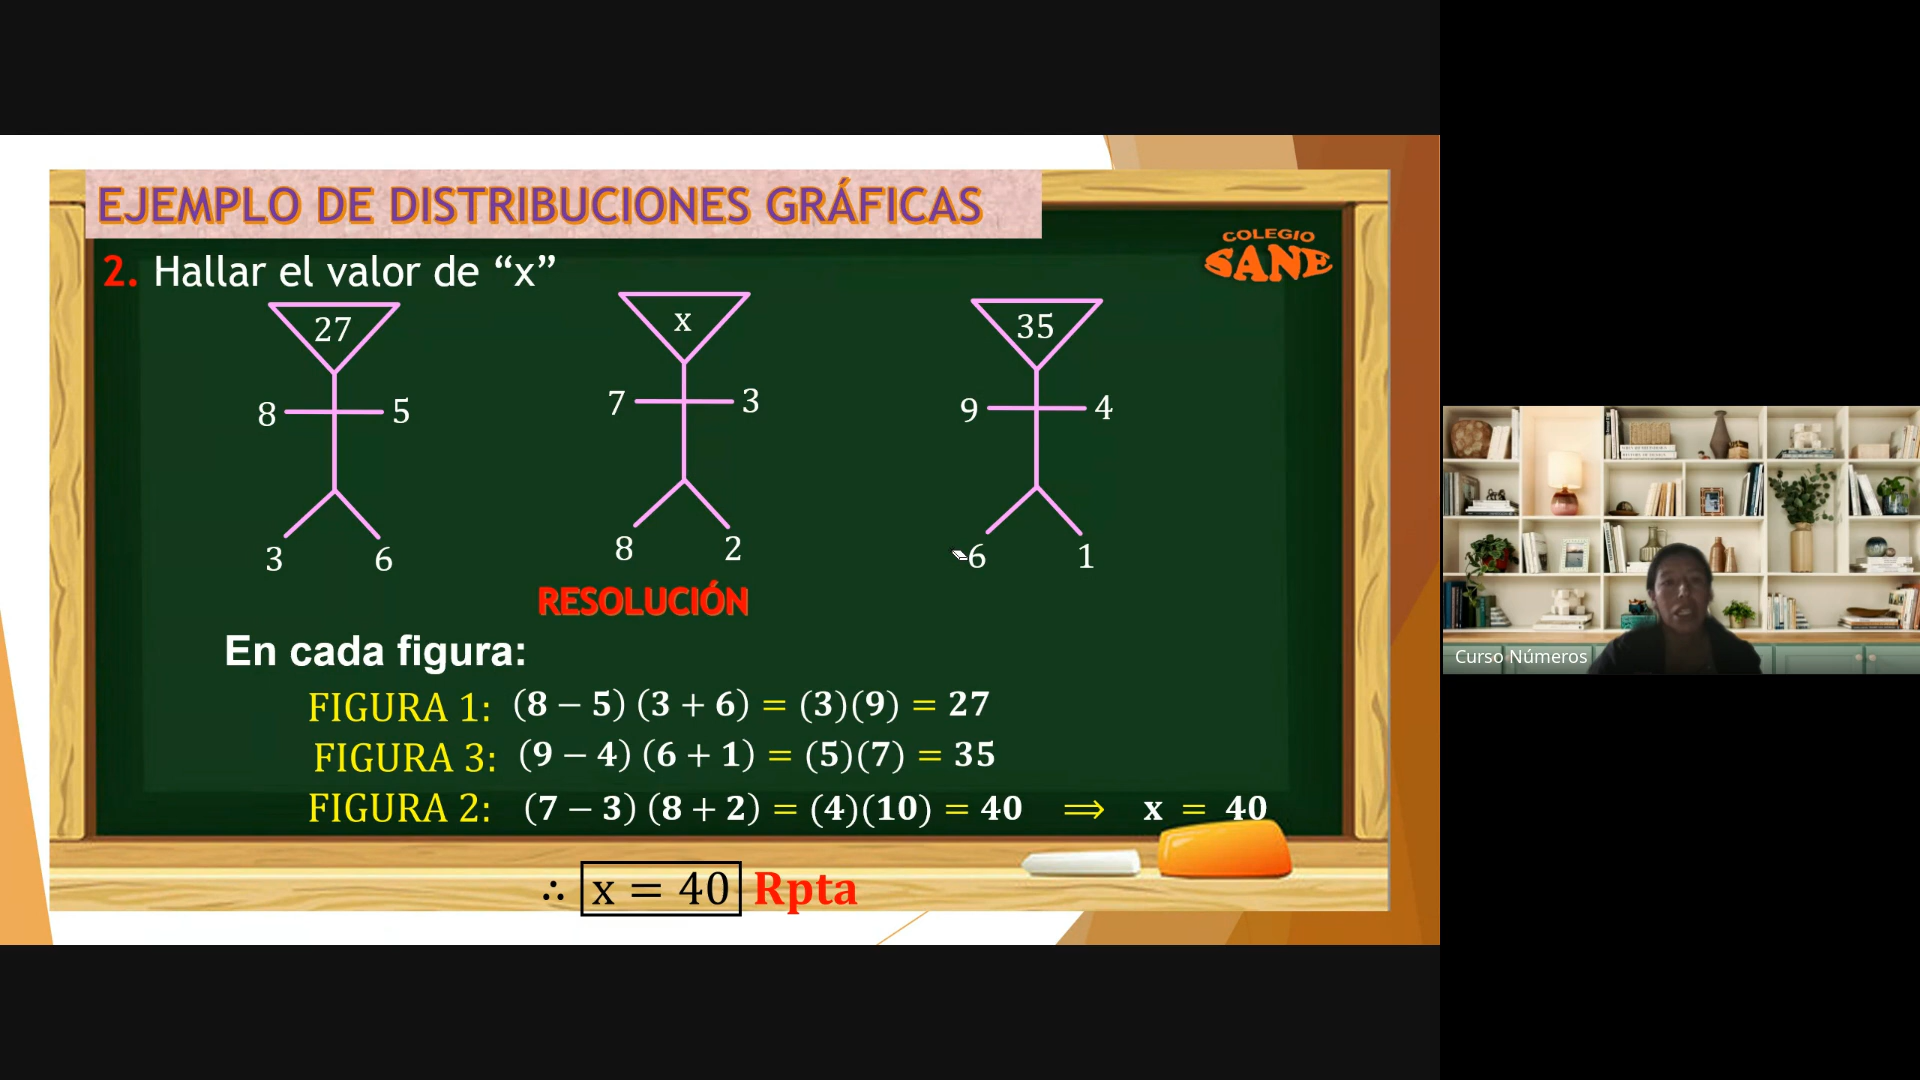 EJEMPLO DE DISTRIBUCIONES GRÁFICAS
COLEGIO
SANE
2. Hallar el valor de “x”
27
x
35
8 5
7 3
9 4
3 6
8 2
6 1
RESOLUCIÓN
En cada figura:
FIGURA 1: (8 − 5) (3 + 6) = (3)(9) = 27
FIGURA 3: (9 − 4) (6 + 1) = (5)(7) = 35
FIGURA 2: (7 − 3) (8 + 2) = (4)(10) = 40 ⟹ x = 40
∴ x = 40 Rpta
Curso Números